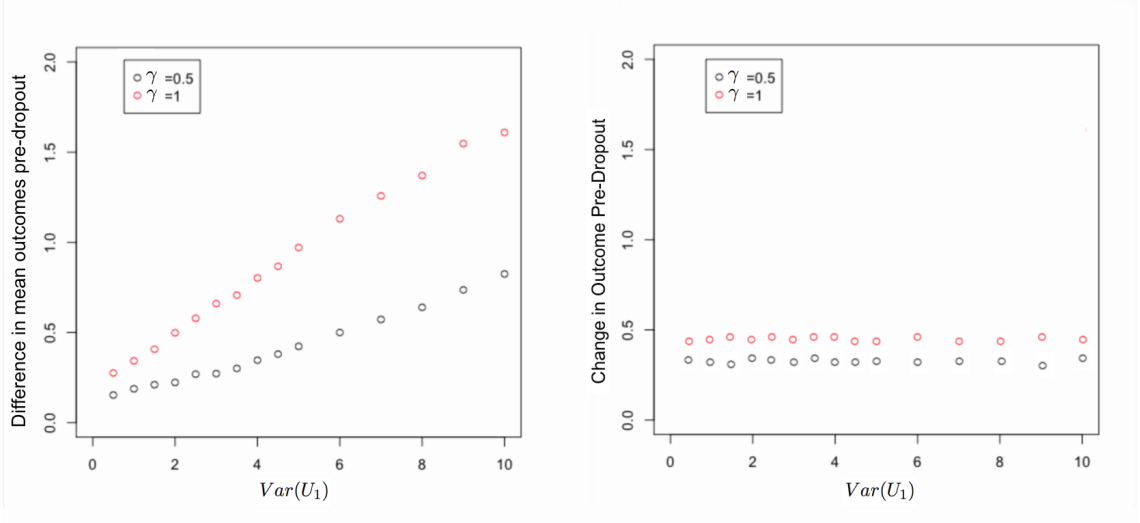 Difference in mean outcomes pre-dropout
2.0
1.5
1.0
0.5
0.0
γ =0.5
γ =1
0 2 4 6 8 10
Var(U₁)
Change in Outcome Pre-Dropout
2.0
1.5
1.0
0.5
0.0
γ =0.5
γ =1
0 2 4 6 8 10
Var(U₁)